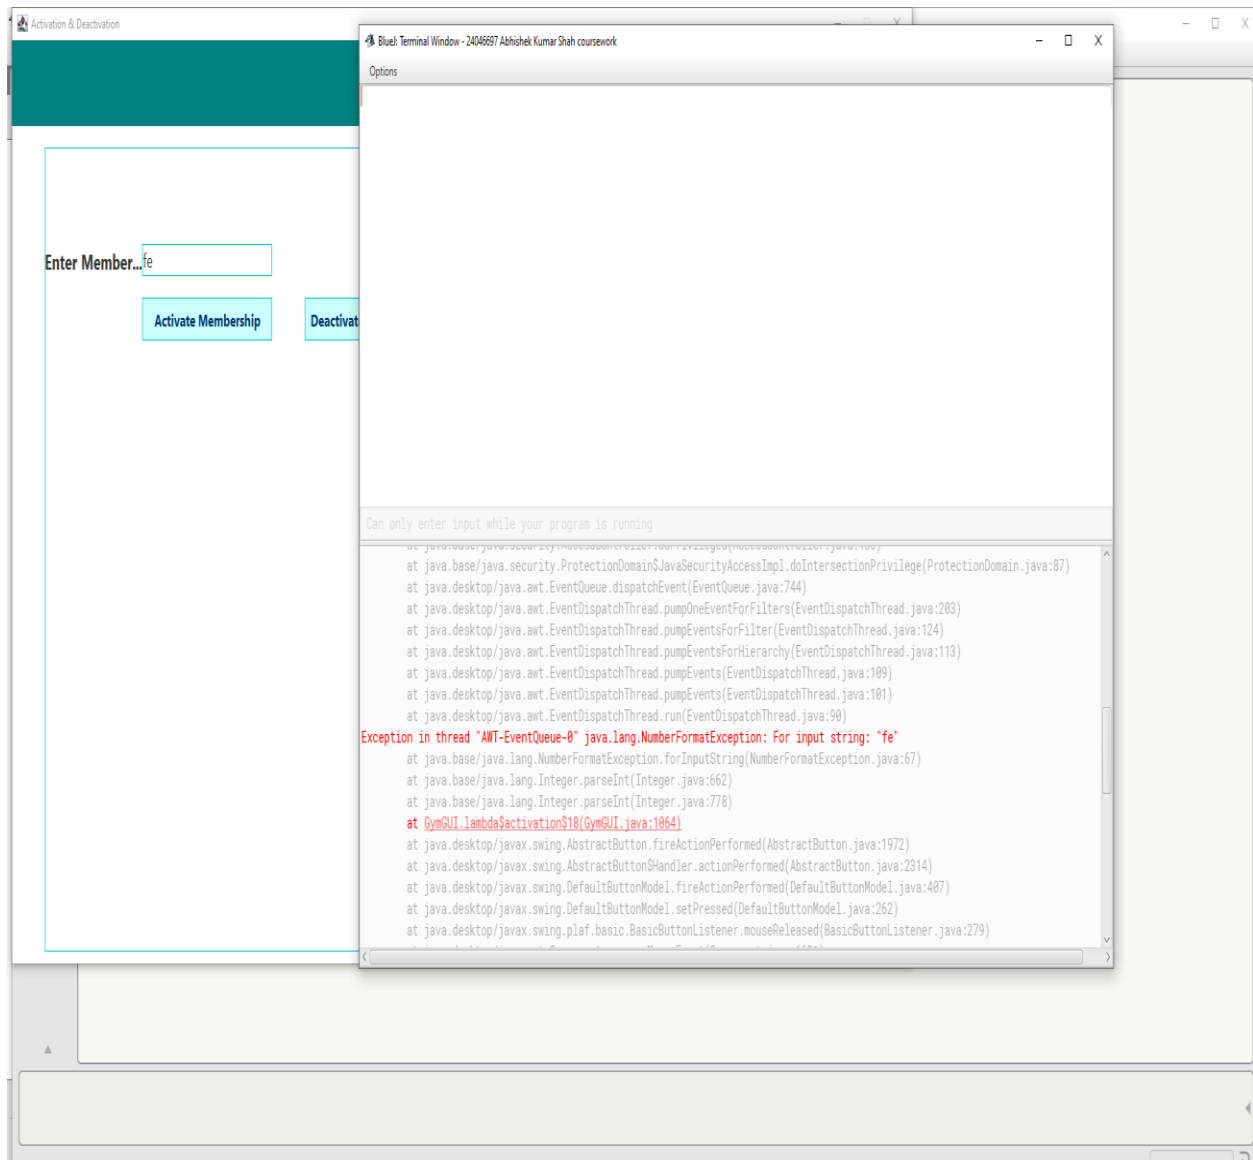 Activation & Deactivation
BlueJ: Terminal Window - 24046697 Abhishek Kumar Shah coursework
Options
Enter Member...
fe
Activate Membership
Deactivat
Can only enter input while your program is running
at java.base/java.security.ProtectionDomain$JavaSecurityAccessImpl.doIntersectionPrivilege(ProtectionDomain.java:87)
at java.desktop/java.awt.EventQueue.dispatchEvent(EventQueue.java:744)
at java.desktop/java.awt.EventDispatchThread.pumpOneEventForFilters(EventDispatchThread.java:203)
at java.desktop/java.awt.EventDispatchThread.pumpEventsForFilter(EventDispatchThread.java:124)
at java.desktop/java.awt.EventDispatchThread.pumpEventsForHierarchy(EventDispatchThread.java:113)
at java.desktop/java.awt.EventDispatchThread.pumpEvents(EventDispatchThread.java:109)
at java.desktop/java.awt.EventDispatchThread.pumpEvents(EventDispatchThread.java:101)
at java.desktop/java.awt.EventDispatchThread.run(EventDispatchThread.java:90)
Exception in thread "AWT-EventQueue-0" java.lang.NumberFormatException: For input string: "fe"
at java.base/java.lang.NumberFormatException.forInputString(NumberFormatException.java:67)
at java.base/java.lang.Integer.parseInt(Integer.java:662)
at java.base/java.lang.Integer.parseInt(Integer.java:778)
at GymGUI.lambda$activation$18(GymGUI.java:1064)
at java.desktop/javax.swing.AbstractButton.fireActionPerformed(AbstractButton.java:1972)
at java.desktop/javax.swing.AbstractButton$Handler.actionPerformed(AbstractButton.java:2314)
at java.desktop/javax.swing.DefaultButtonModel.fireActionPerformed(DefaultButtonModel.java:407)
at java.desktop/javax.swing.DefaultButtonModel.setPressed(DefaultButtonModel.java:262)
at java.desktop/javax.swing.plaf.basic.BasicButtonListener.mouseReleased(BasicButtonListener.java:279)